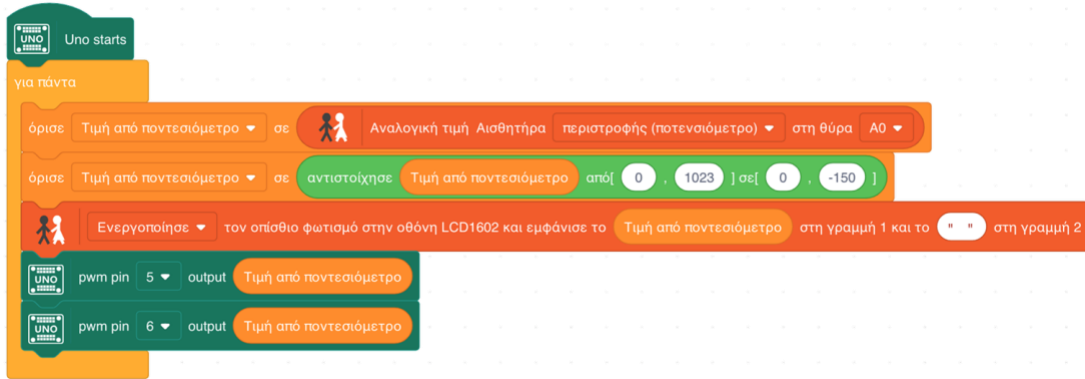 UNO Uno starts
για πάντα
όρισε Τιμή από ποντεσιόμετρο σε Αναλογική τιμή Αισθητήρα περιστροφής (ποτενσιόμετρο) στη θύρα A0
όρισε Τιμή από ποντεσιόμετρο σε αντιστοίχησε Τιμή από ποντεσιόμετρο από[ 0 , 1023 ] σε[ 0 , -150 ]
Ενεργοποίησε τον οπίσθιο φωτισμό στην οθόνη LCD1602 και εμφάνισε το Τιμή από ποντεσιόμετρο στη γραμμή 1 και το " " στη γραμμή 2
UNO pwm pin 5 output Τιμή από ποντεσιόμετρο
UNO pwm pin 6 output Τιμή από ποντεσιόμετρο